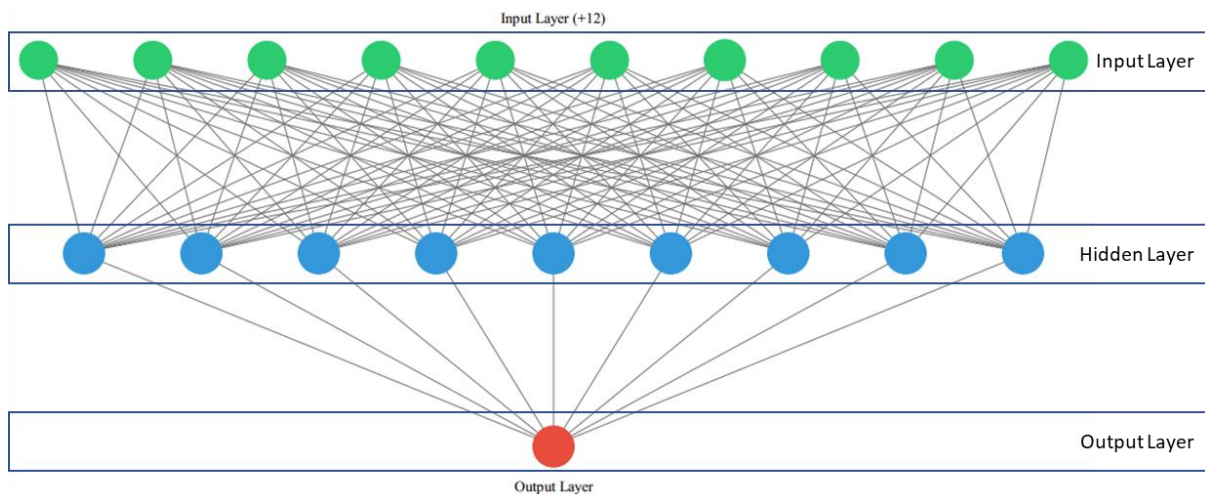 Input Layer (+12)
Input Layer
Hidden Layer
Output Layer
Output Layer